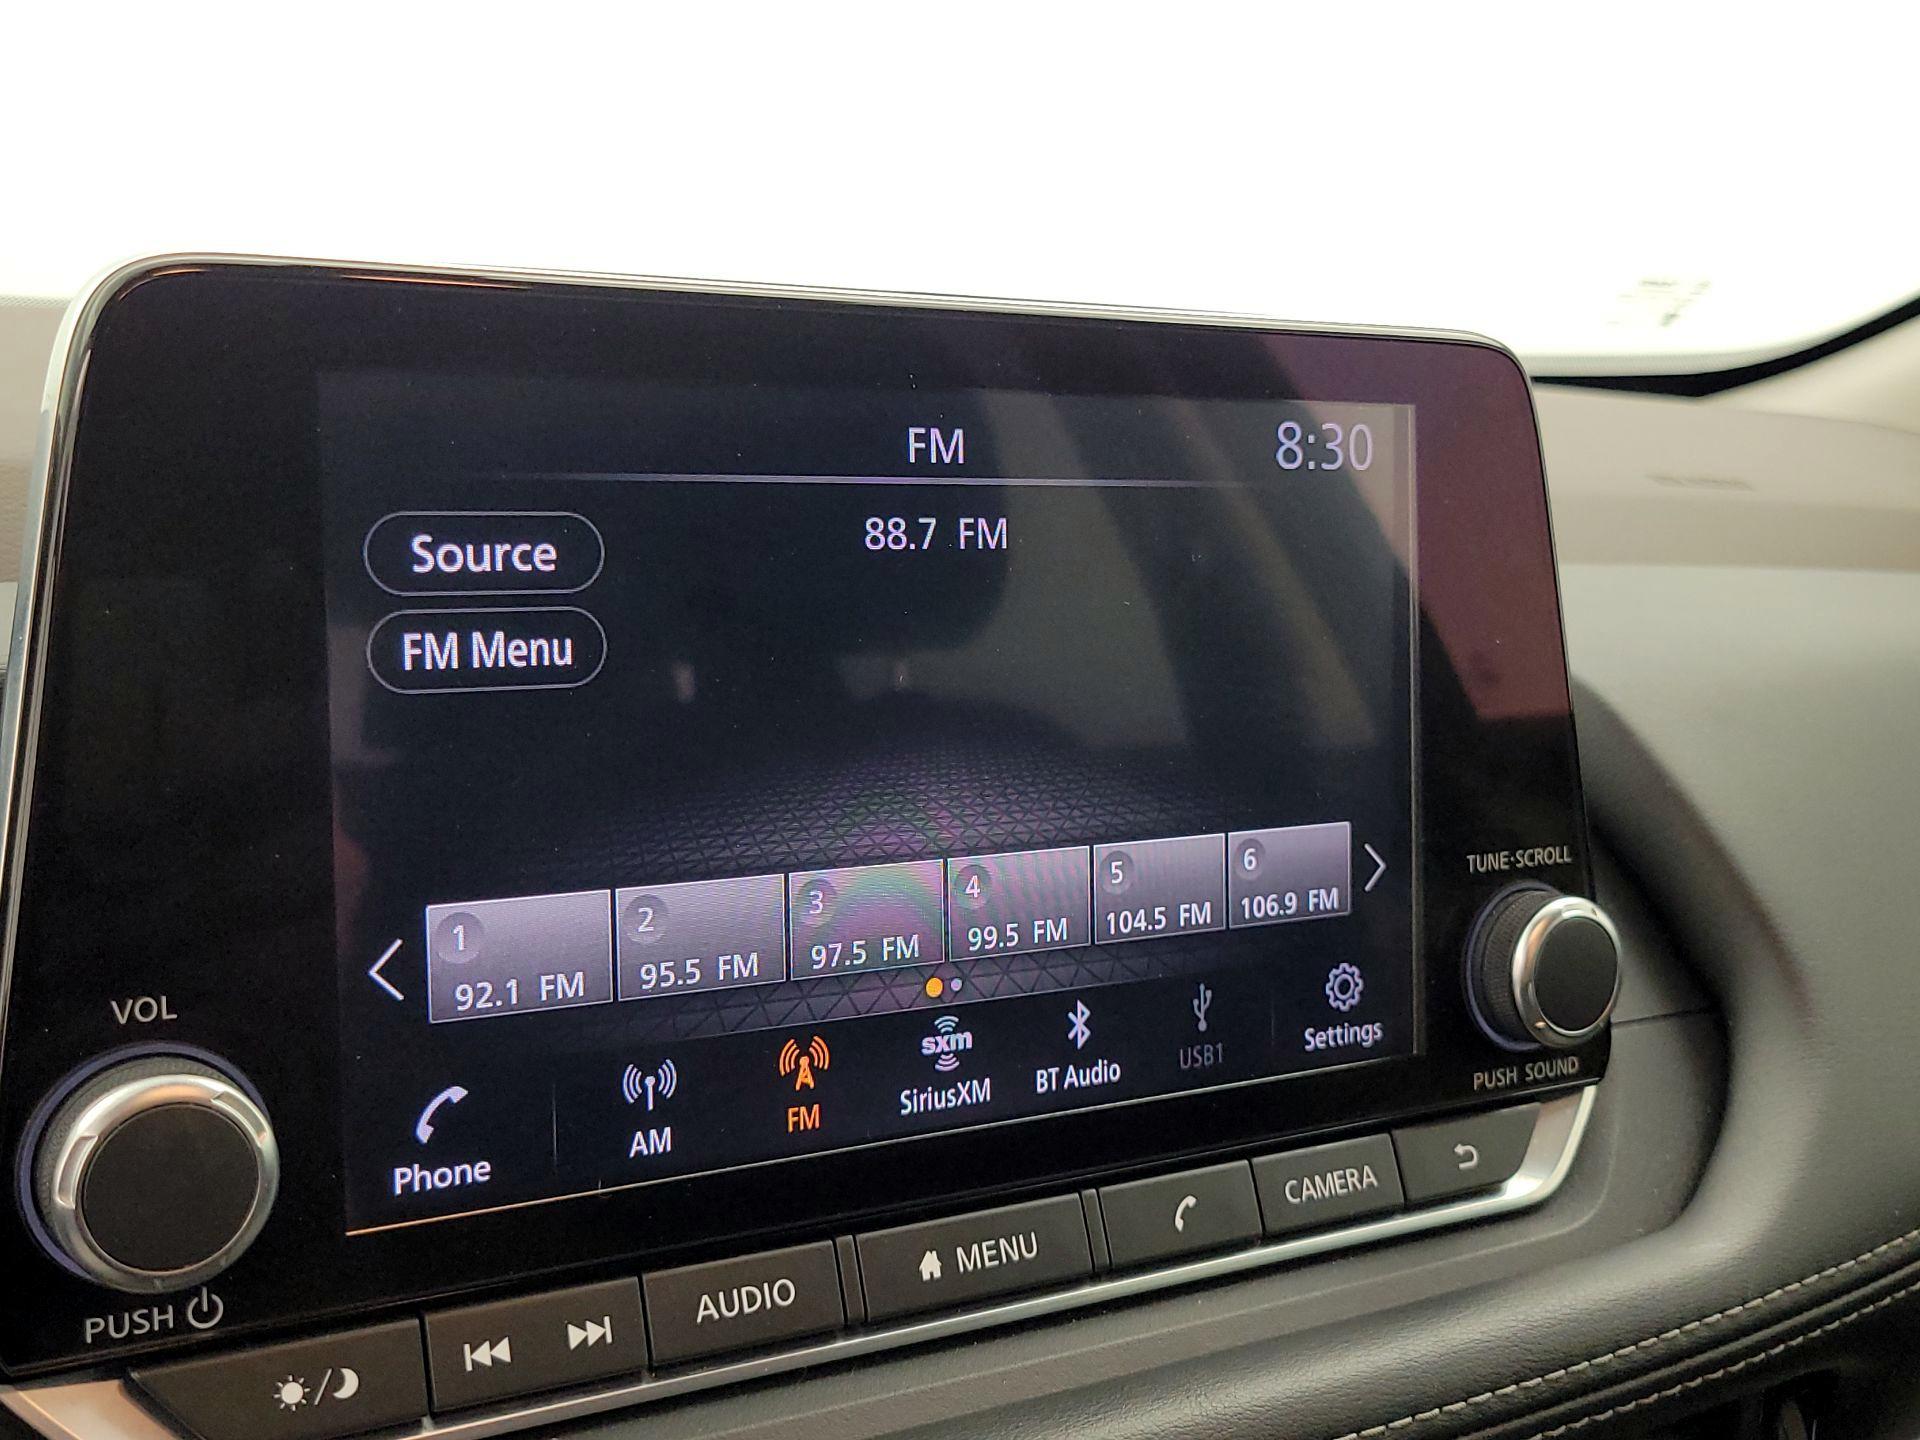 FM
8:30
88.7 FM
Source
FM Menu
1
92.1 FM
2
95.5 FM
3
97.5 FM
4
99.5 FM
5
104.5 FM
6
106.9 FM
Phone
AM
FM
sxm
SiriusXM
BT Audio
USB1
Settings
VOL
PUSH
TUNE·SCROLL
PUSH SOUND
AUDIO
MENU
CAMERA